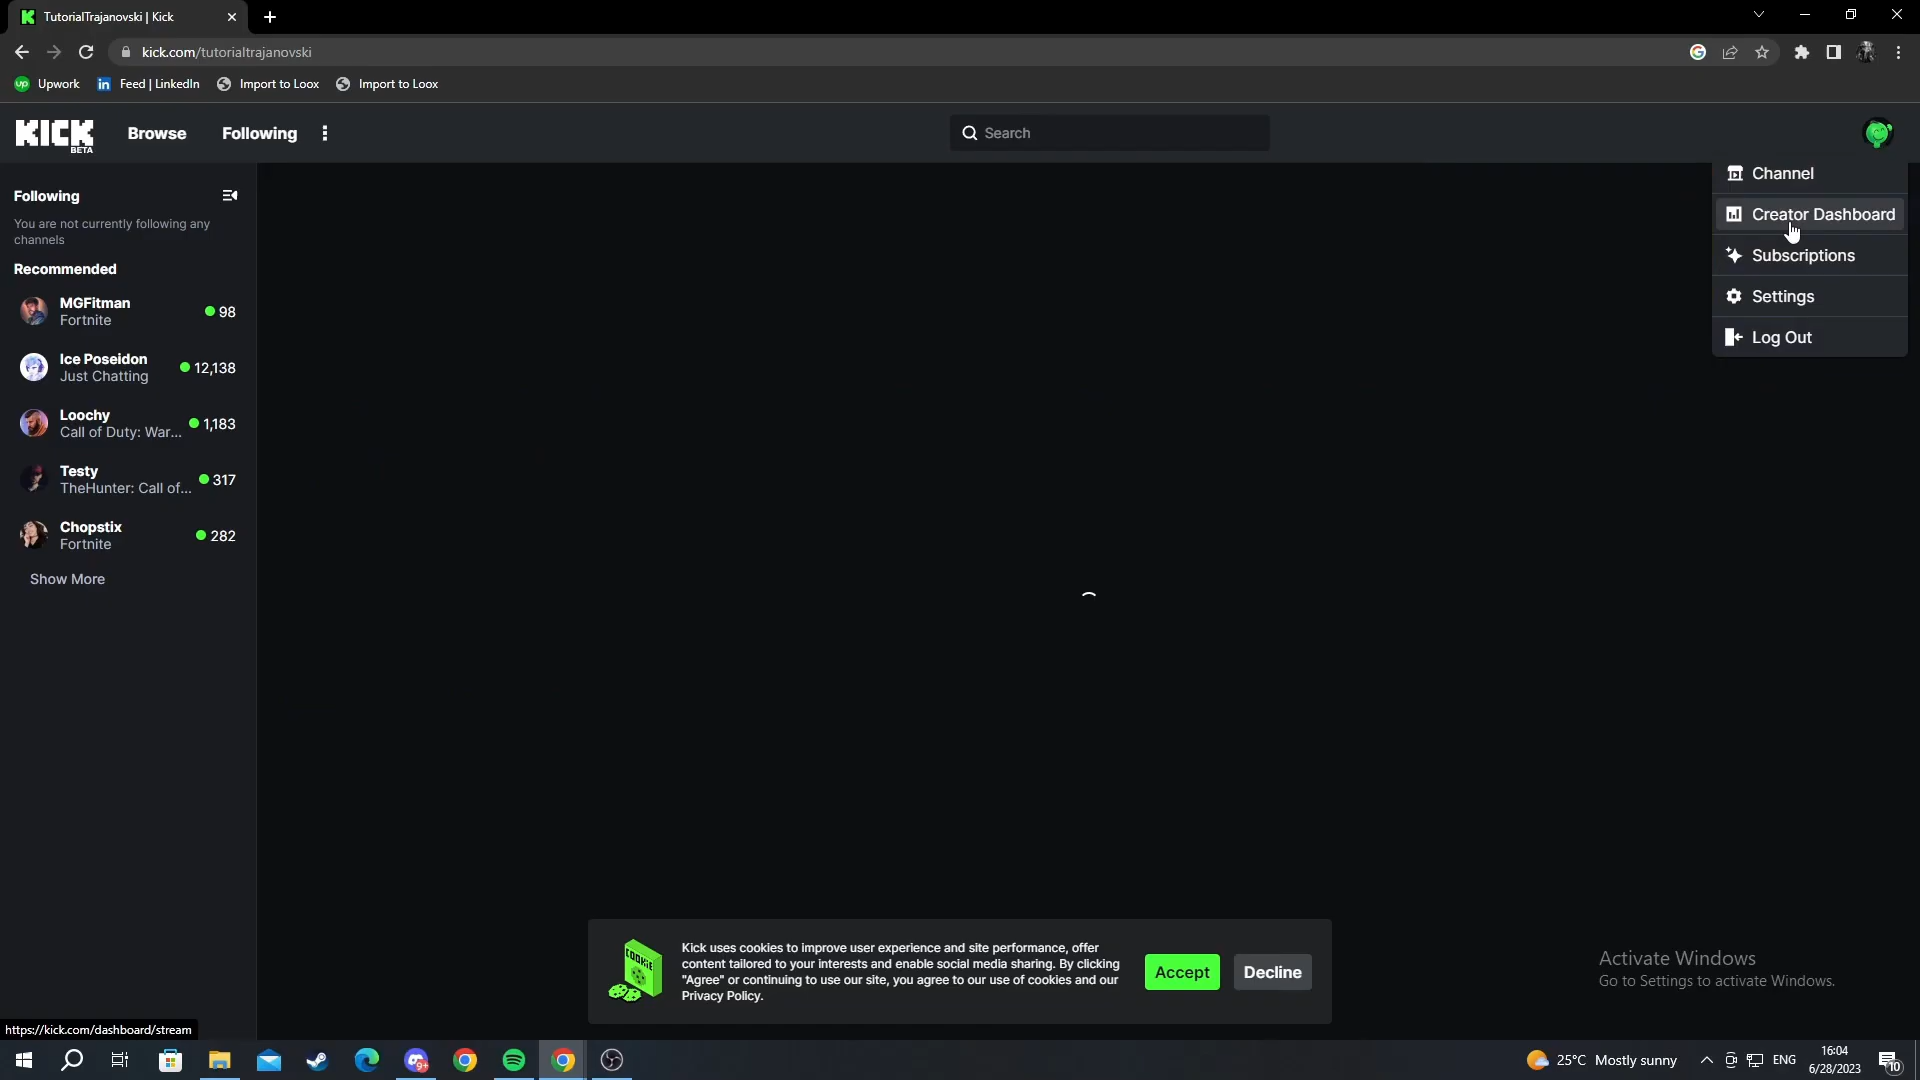 TutorialTrajanovski | Kick
kick.com/tutorialtrajanovski
up Upwork in Feed | LinkedIn Import to Loox Import to Loox
KICK
BETA
Browse Following
Search
Following
You are not currently following any
channels
Recommended
MGFitman
Fortnite
98
Ice Poseidon
Just Chatting
12,138
Loochy
Call of Duty: War...
1,183
Testy
TheHunter: Call of...
317
Chopstix
Fortnite
282
Show More
Channel
Creator Dashboard
Subscriptions
Settings
Log Out
COOKIE
Kick uses cookies to improve user experience and site performance, offer
content tailored to your interests and enable social media sharing. By clicking
"Agree" or continuing to use our site, you agree to our use of cookies and our
Privacy Policy.
Accept
Decline
Activate Windows
Go to Settings to activate Windows.
https://kick.com/dashboard/stream
9+
25°C Mostly sunny
ENG
16:04
6/28/2023
10